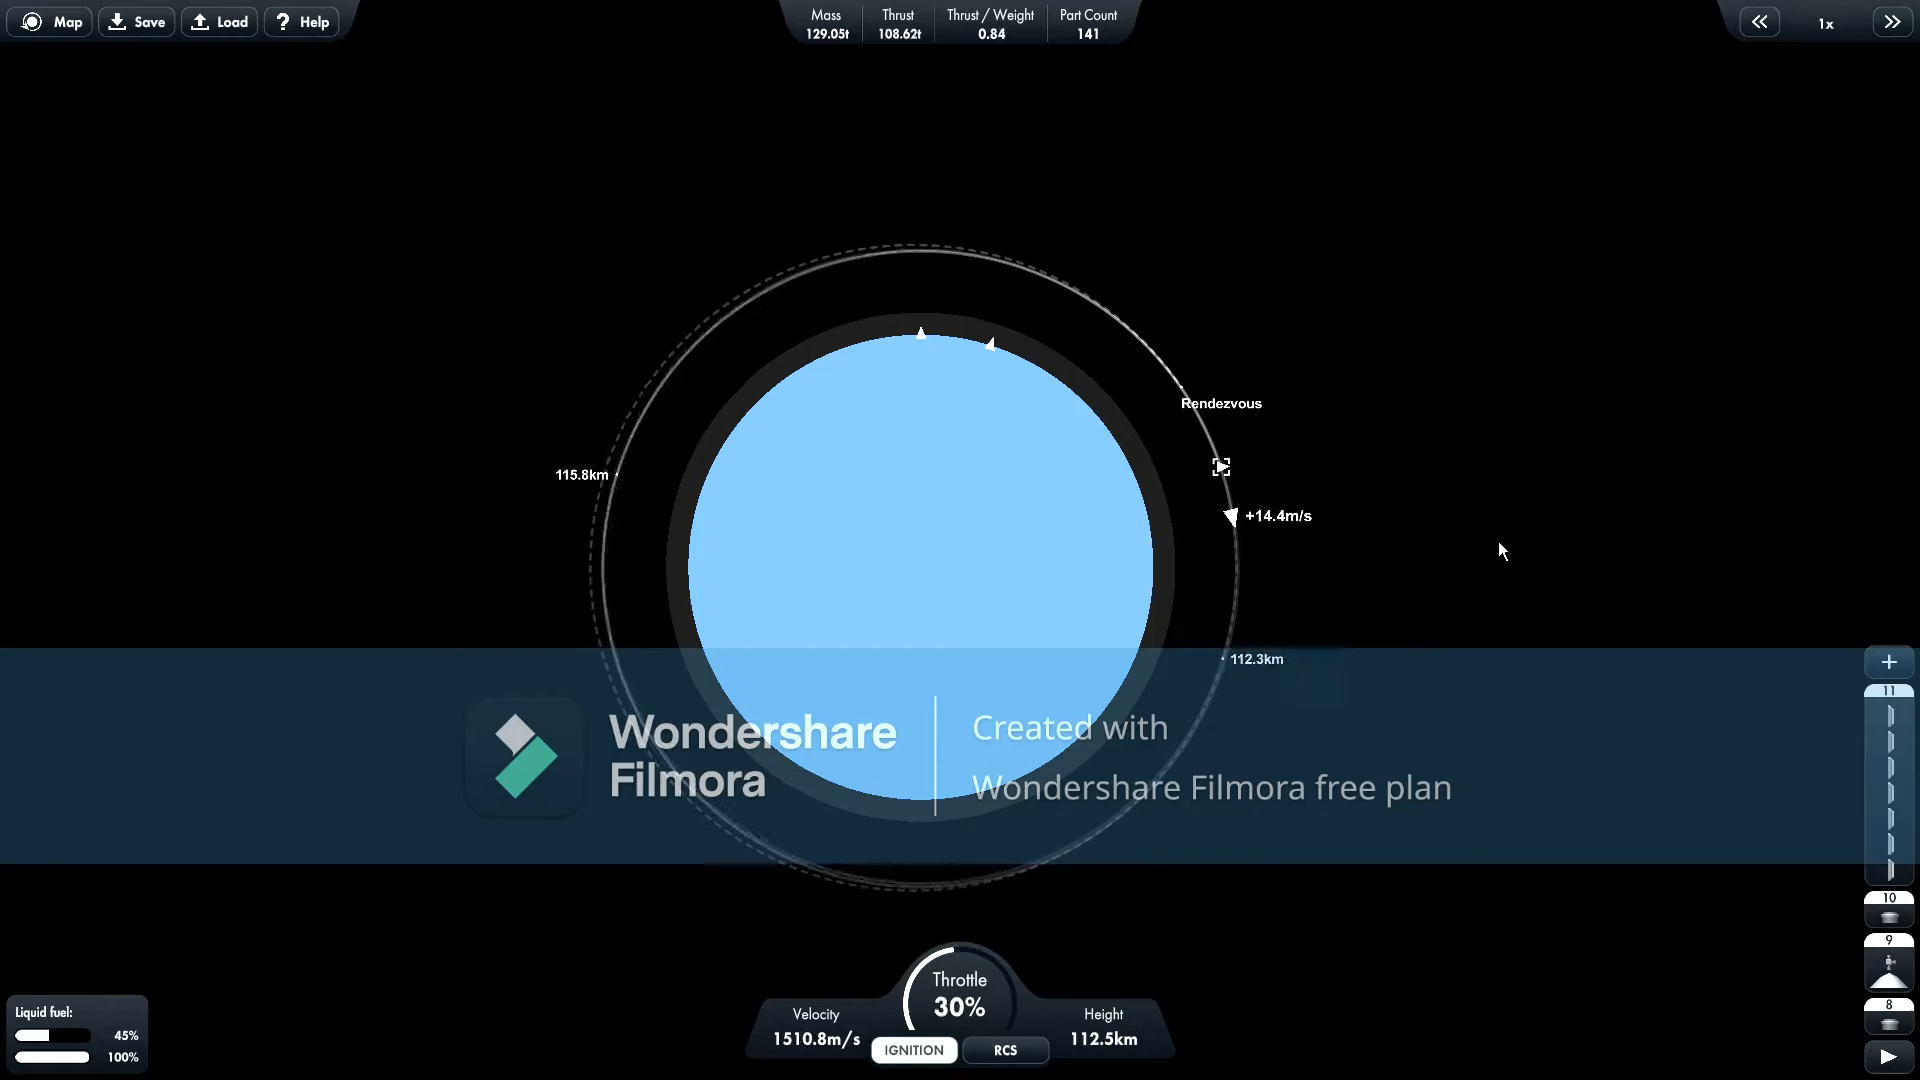 Map
Save
Load
? Help
Mass
129.05t
Thrust
108.62t
Thrust / Weight
0.84
Part Count
141
1x
Rendezvous
115.8km
+14.4m/s
112.3km
Wondershare
Filmora
Created with
Wondershare Filmora free plan
11
10
9
8
Throttle
30%
Velocity
1510.8m/s
Height
112.5km
IGNITION
RCS
Liquid fuel:
45%
100%